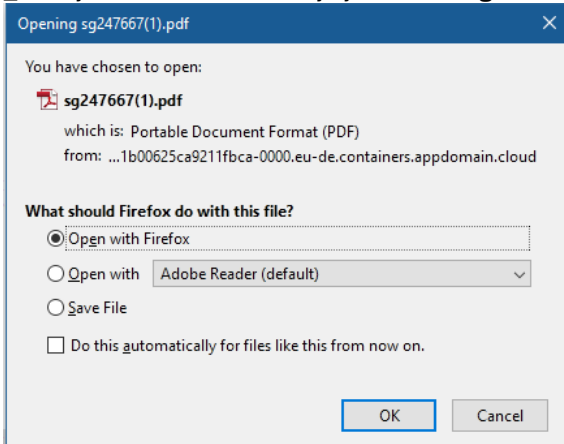 Opening sg247667(1).pdf
You have chosen to open:
sg247667(1).pdf
which is: Portable Document Format (PDF)
from: ...1b00625ca9211fbca-0000.eu-de.containers.appdomain.cloud
What should Firefox do with this file?
Open with Firefox
Open with Adobe Reader (default)
Save File
Do this automatically for files like this from now on.
OK Cancel